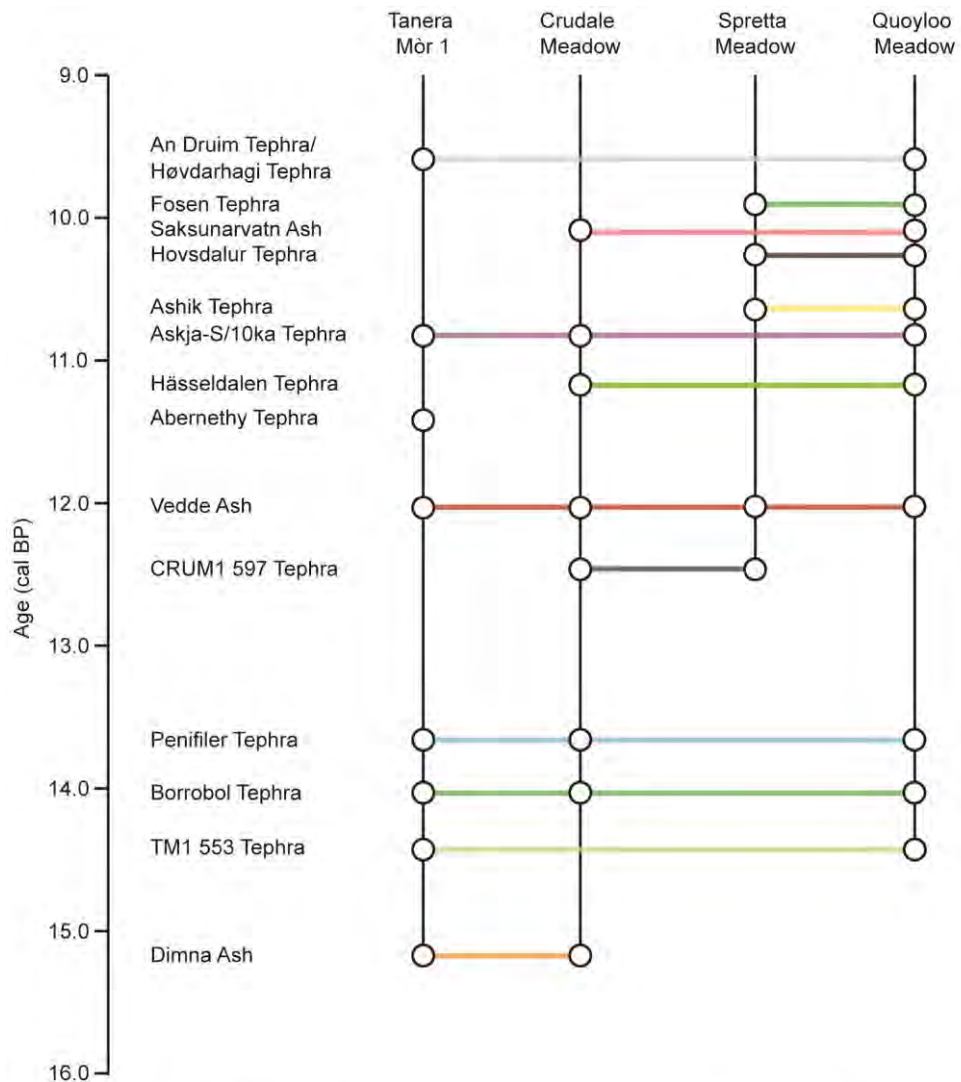 Tanera
Mòr 1
Crudale
Meadow
Spretta
Meadow
Quoyloo
Meadow
9.0
An Druim Tephra/
Høvdarhagi Tephra
Fosen Tephra
10.0
Saksunarvatn Ash
Hovsdalur Tephra
Ashik Tephra
Askja-S/10ka Tephra
11.0
Hässeldalen Tephra
Abernethy Tephra
12.0
Vedde Ash
CRUM1 597 Tephra
Age (cal BP)
13.0
Penifiler Tephra
14.0
Borrobol Tephra
TM1 553 Tephra
15.0
Dimna Ash
16.0